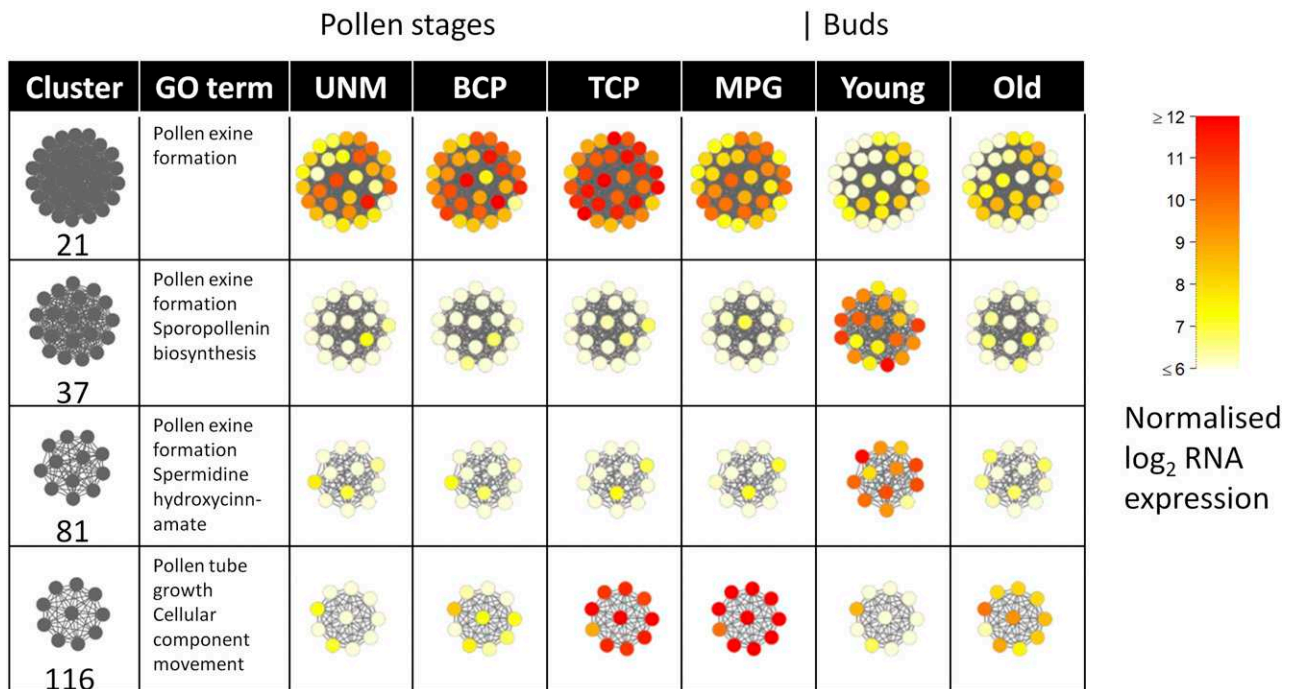 Pollen stages | Buds
Cluster GO term UNM BCP TCP MPG Young Old
Pollen exine
formation
21
Pollen exine
formation
Sporopollenin
biosynthesis
37
Pollen exine
formation
Spermidine
hydroxycinn-
amate
81
Pollen tube
growth
Cellular
component
movement
116
≥ 12
11
10
9
8
7
≤ 6
Normalised
log₂ RNA
expression